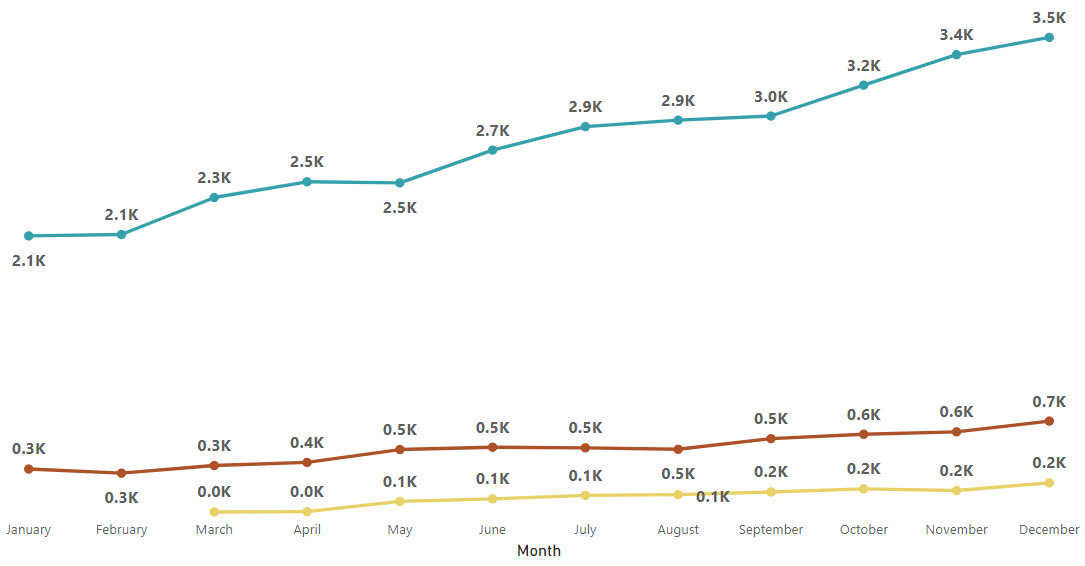 3.5K
3.4K
3.2K
2.9K 2.9K 3.0K
2.7K
2.5K
2.3K
2.1K 2.5K
2.1K
0.7K
0.5K 0.5K 0.5K 0.5K 0.6K 0.6K
0.3K 0.3K 0.4K
0.1K 0.1K 0.1K 0.5K 0.2K 0.2K 0.2K 0.2K
0.3K 0.0K 0.0K 0.1K
January February March April May June July August September October November December
Month